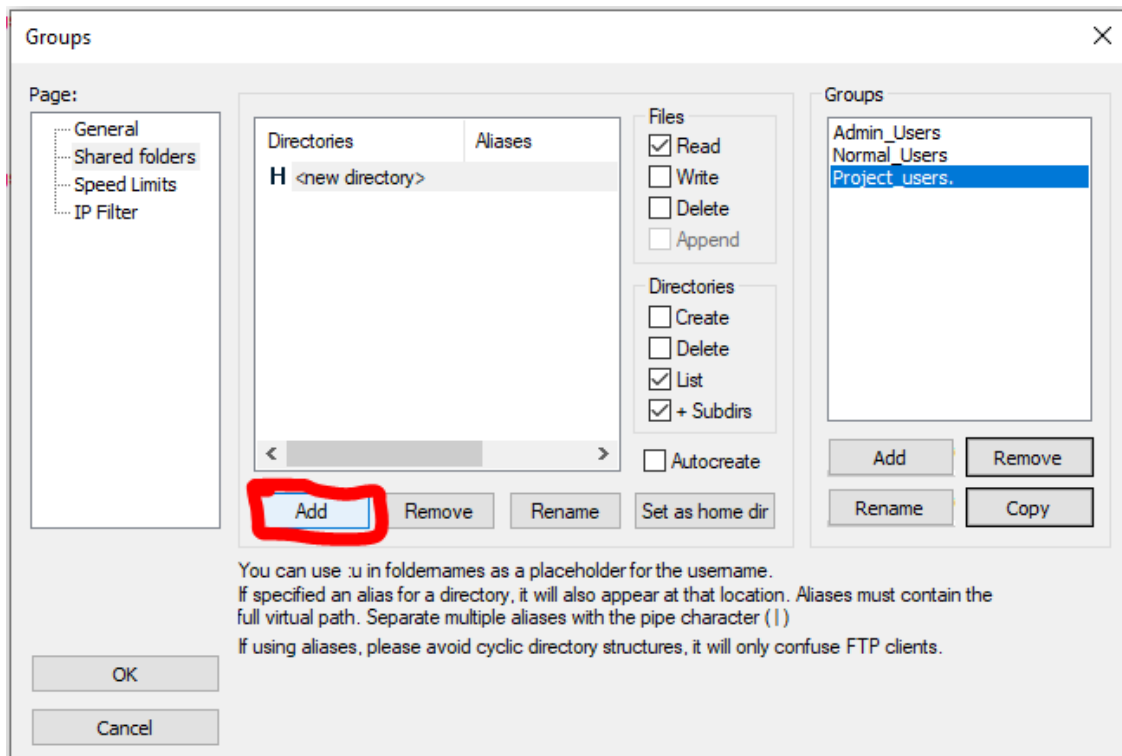 Groups
Page:
General
Shared folders
Speed Limits
IP Filter
Directories Aliases
H <new directory>
Files
Read
Write
Delete
Append
Directories
Create
Delete
List
+ Subdirs
Autocreate
Add Remove Rename Set as home dir
Groups
Admin_Users
Normal_Users
Project_users.
Add Remove
Rename Copy
You can use :u in foldernames as a placeholder for the username.
If specified an alias for a directory, it will also appear at that location. Aliases must contain the
full virtual path. Separate multiple aliases with the pipe character ( | )
If using aliases, please avoid cyclic directory structures, it will only confuse FTP clients.
OK
Cancel